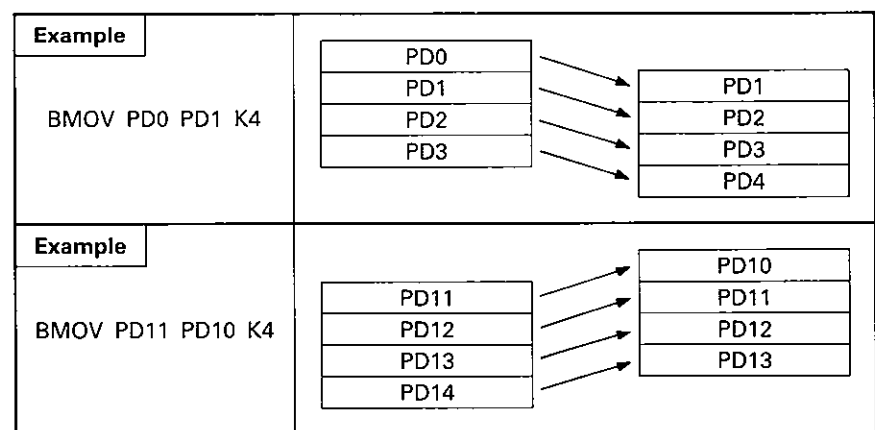 Example
BMOV PD0 PD1 K4
PD0
PD1
PD2
PD3
PD1
PD2
PD3
PD4
Example
BMOV PD11 PD10 K4
PD11
PD12
PD13
PD14
PD10
PD11
PD12
PD13